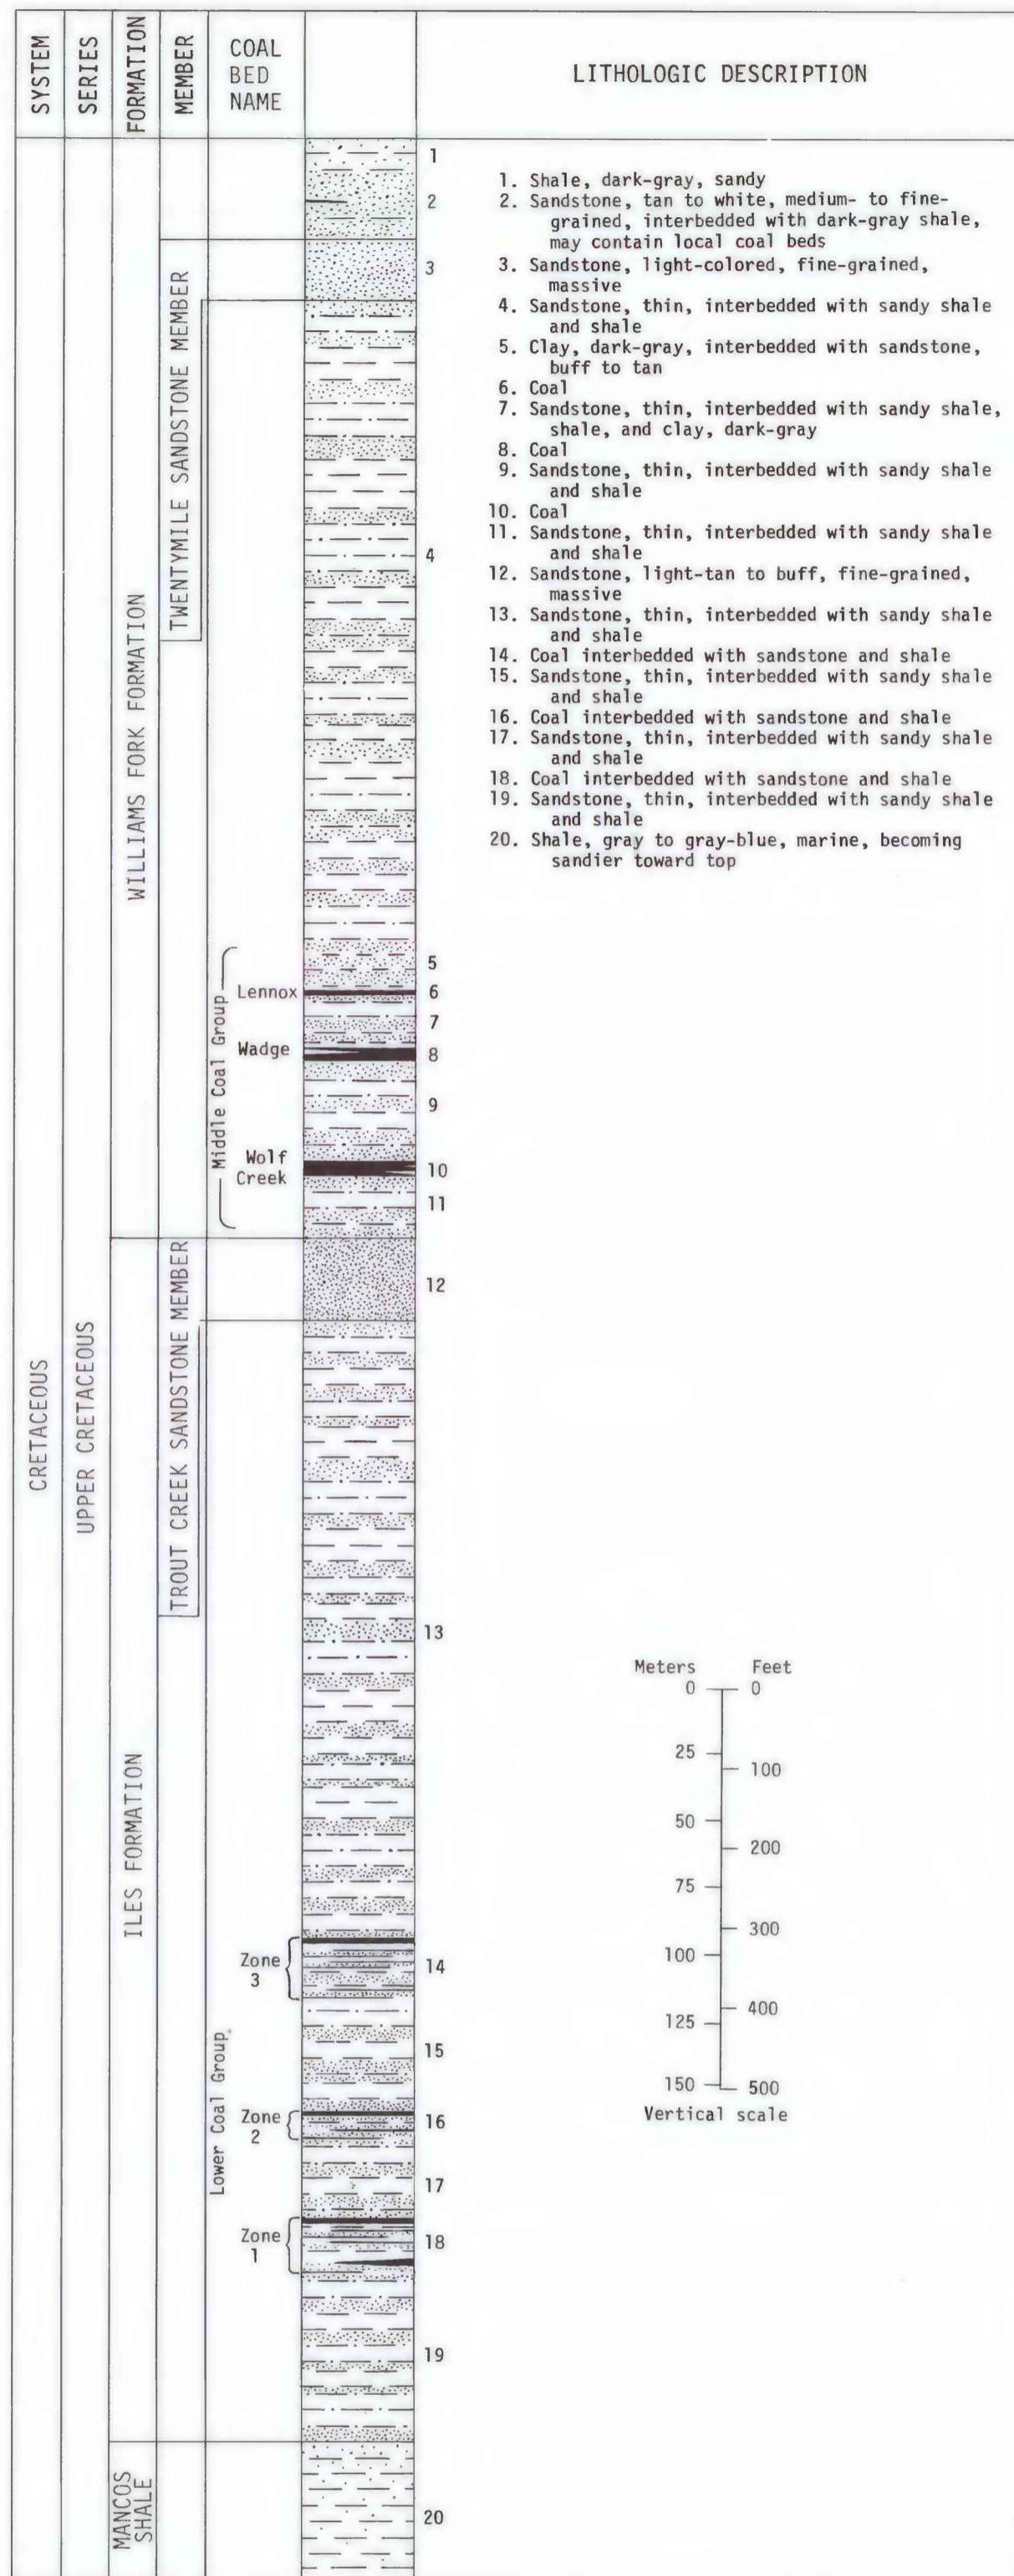 SYSTEM
SERIES
FORMATION
MEMBER
COAL
BED
NAME
LITHOLOGIC DESCRIPTION
CRETACEOUS
UPPER CRETACEOUS
WILLIAMS FORK FORMATION
ILES FORMATION
MANCOS
SHALE
TWENTYMILE SANDSTONE MEMBER
TROUT CREEK SANDSTONE MEMBER
Middle Coal Group
Lennox
Wadge
Wolf
Creek
Lower Coal Group
Zone
3
Zone
2
Zone
1
1
2
3
4
5
6
7
8
9
10
11
12
13
14
15
16
17
18
19
20
1. Shale, dark-gray, sandy
2. Sandstone, tan to white, medium- to fine-
grained, interbedded with dark-gray shale,
may contain local coal beds
3. Sandstone, light-colored, fine-grained,
massive
4. Sandstone, thin, interbedded with sandy shale
and shale
5. Clay, dark-gray, interbedded with sandstone,
buff to tan
6. Coal
7. Sandstone, thin, interbedded with sandy shale,
shale, and clay, dark-gray
8. Coal
9. Sandstone, thin, interbedded with sandy shale
and shale
10. Coal
11. Sandstone, thin, interbedded with sandy shale
and shale
12. Sandstone, light-tan to buff, fine-grained,
massive
13. Sandstone, thin, interbedded with sandy shale
and shale
14. Coal interbedded with sandstone and shale
15. Sandstone, thin, interbedded with sandy shale
and shale
16. Coal interbedded with sandstone and shale
17. Sandstone, thin, interbedded with sandy shale
and shale
18. Coal interbedded with sandstone and shale
19. Sandstone, thin, interbedded with sandy shale
and shale
20. Shale, gray to gray-blue, marine, becoming
sandier toward top
Meters Feet
0 0
25
100
50
200
75
300
100
400
125
150 500
Vertical scale